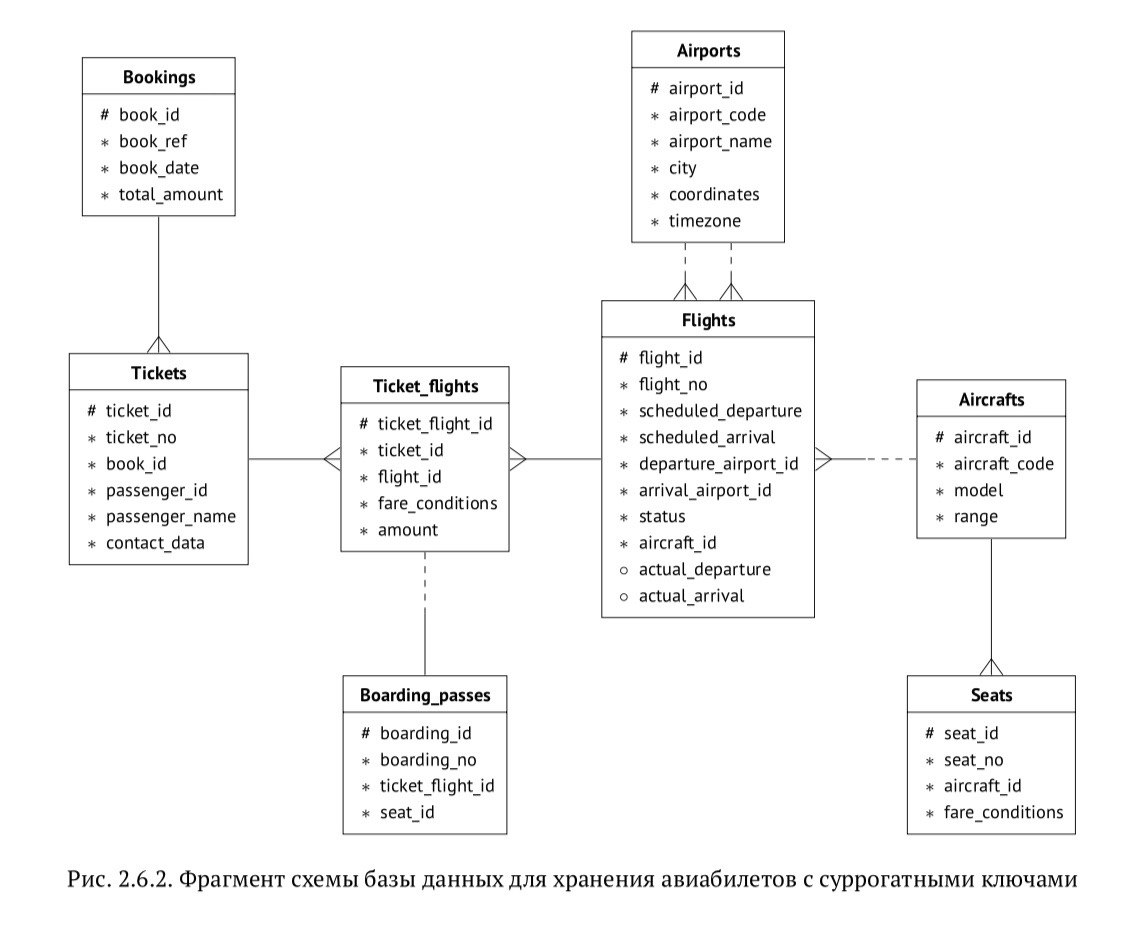 Bookings
# book_id
* book_ref
* book_date
* total_amount
Airports
# airport_id
* airport_code
* airport_name
* city
* coordinates
* timezone
Tickets
# ticket_id
* ticket_no
* book_id
* passenger_id
* passenger_name
* contact_data
Ticket_flights
# ticket_flight_id
* ticket_id
* flight_id
* fare_conditions
* amount
Flights
# flight_id
* flight_no
* scheduled_departure
* scheduled_arrival
* departure_airport_id
* arrival_airport_id
* status
* aircraft_id
○ actual_departure
○ actual_arrival
Aircrafts
# aircraft_id
* aircraft_code
* model
* range
Boarding_passes
# boarding_id
* boarding_no
* ticket_flight_id
* seat_id
Seats
# seat_id
* seat_no
* aircraft_id
* fare_conditions
Рис. 2.6.2. Фрагмент схемы базы данных для хранения авиабилетов с суррогатными ключами